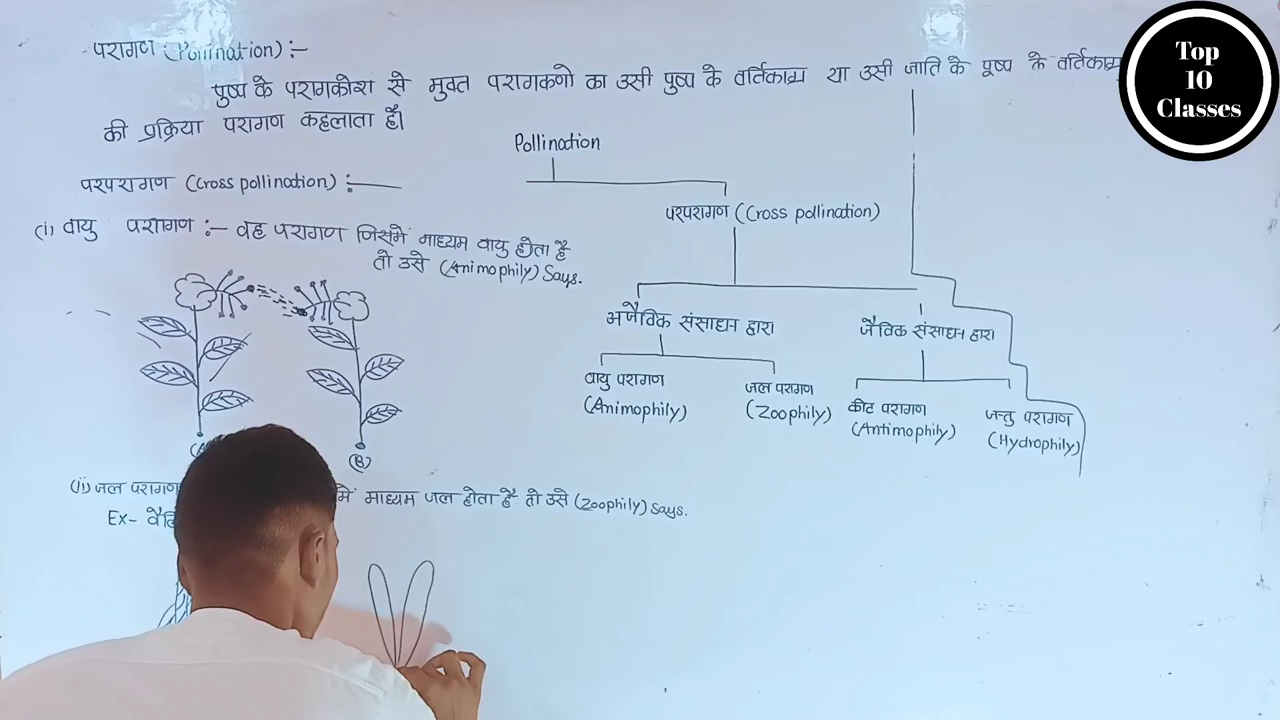 परागण (Pollination) :–
पुष्प के परागकोश से मुक्त परागकणो का उसी पुष्प के वर्तिकाग्र या उसी जाति के पुष्प के वर्तिकाग्र
की प्रक्रिया परागण कहलाता है।
Pollination
परपरागण (Cross pollination) :—
परपरागण (Cross pollination)
(i) वायु परागण :– वह परागण जिसमें माध्यम वायु होता है
तो उसे (Animophily) Says.
अजैविक संसाधन द्वारा
जैविक संसाधन द्वारा
वायु परागण
(Animophily)
जल परागण
(Zoophily)
कीट परागण
(Antimophily)
जन्तु परागण
(Hydrophily)
(B)
(ii) जल परागण में माध्यम जल होता है तो उसे (Zoophily) Says.
Ex-
Top
10
Classes